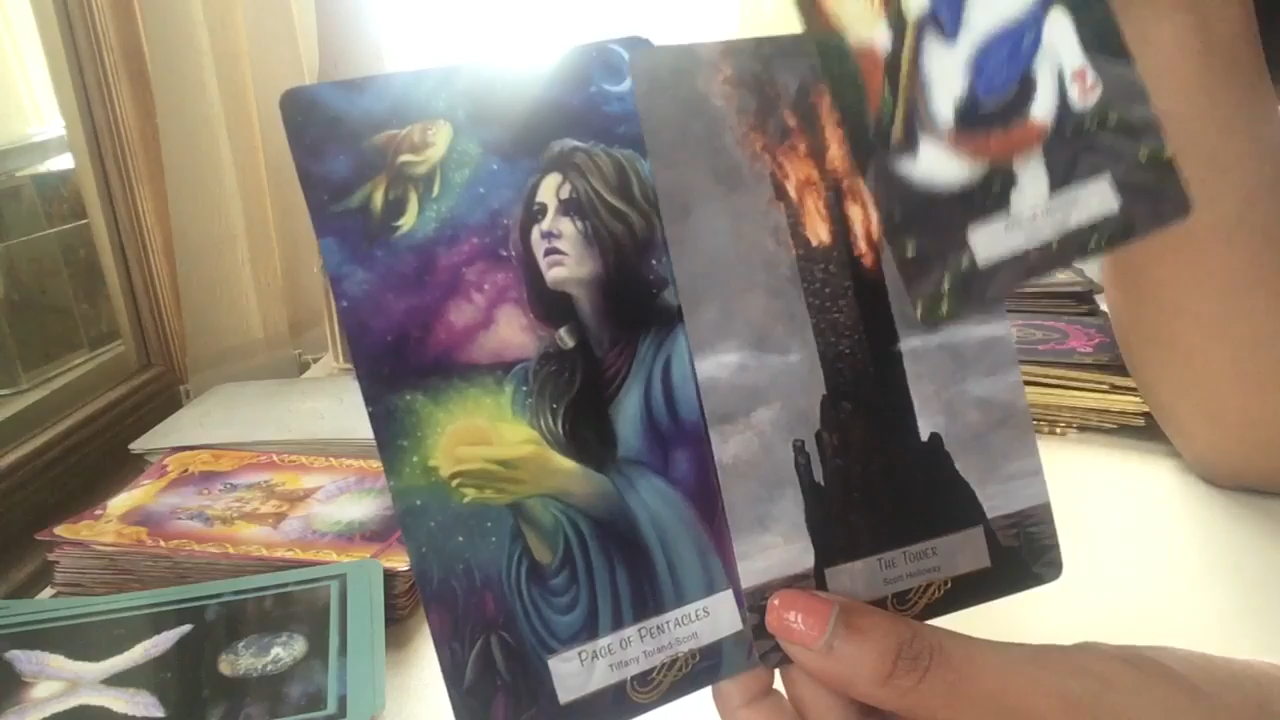 PAGE OF PENTACLES
Tiffany Toland-Scott
THE TOWER
Scott Holloway